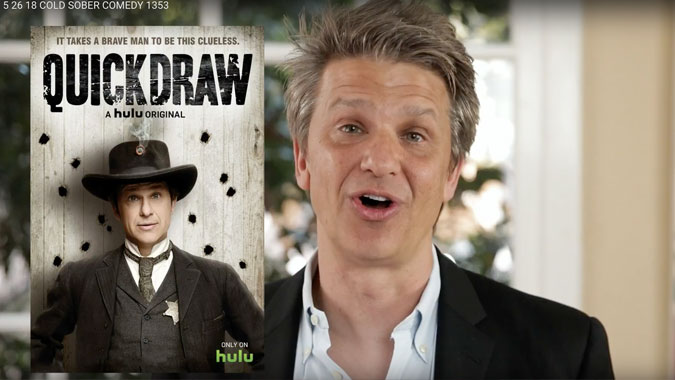 5 26 18 COLD SOBER COMEDY 1353
IT TAKES A BRAVE MAN TO BE THIS CLUELESS.
QUICKDRAW
A hulu ORIGINAL
ONLY ON
hulu